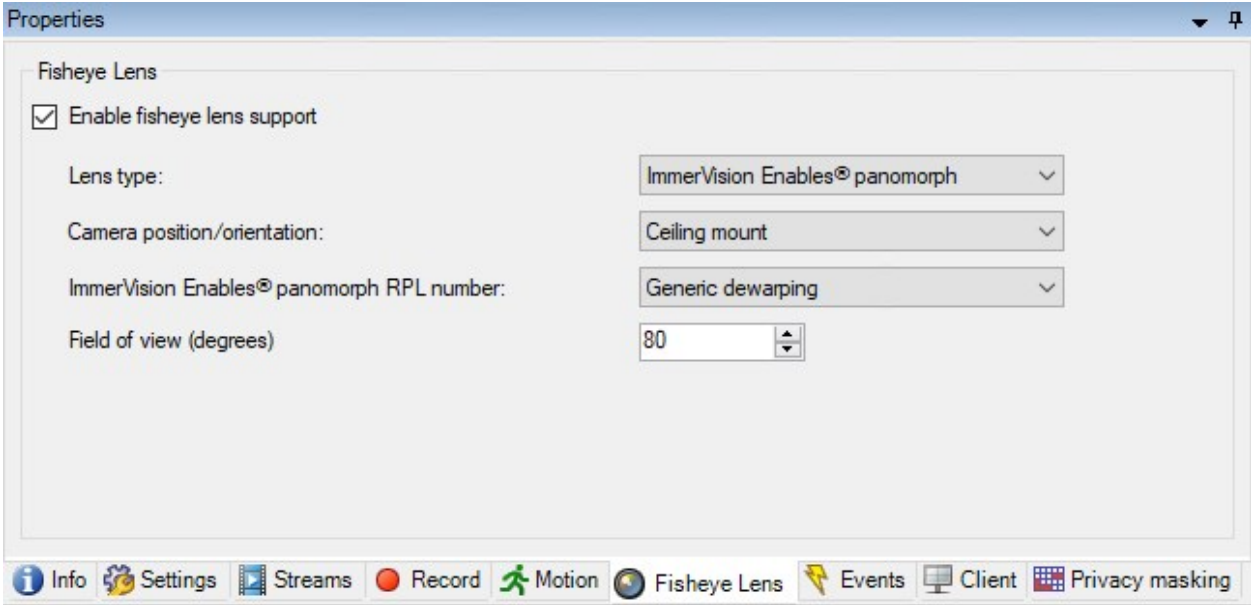 Properties
Fisheye Lens
Enable fisheye lens support
Lens type: ImmerVision Enables® panomorph
Camera position/orientation: Ceiling mount
ImmerVision Enables® panomorph RPL number: Generic dewarping
Field of view (degrees) 80
Info Settings Streams Record Motion Fisheye Lens Events Client Privacy masking